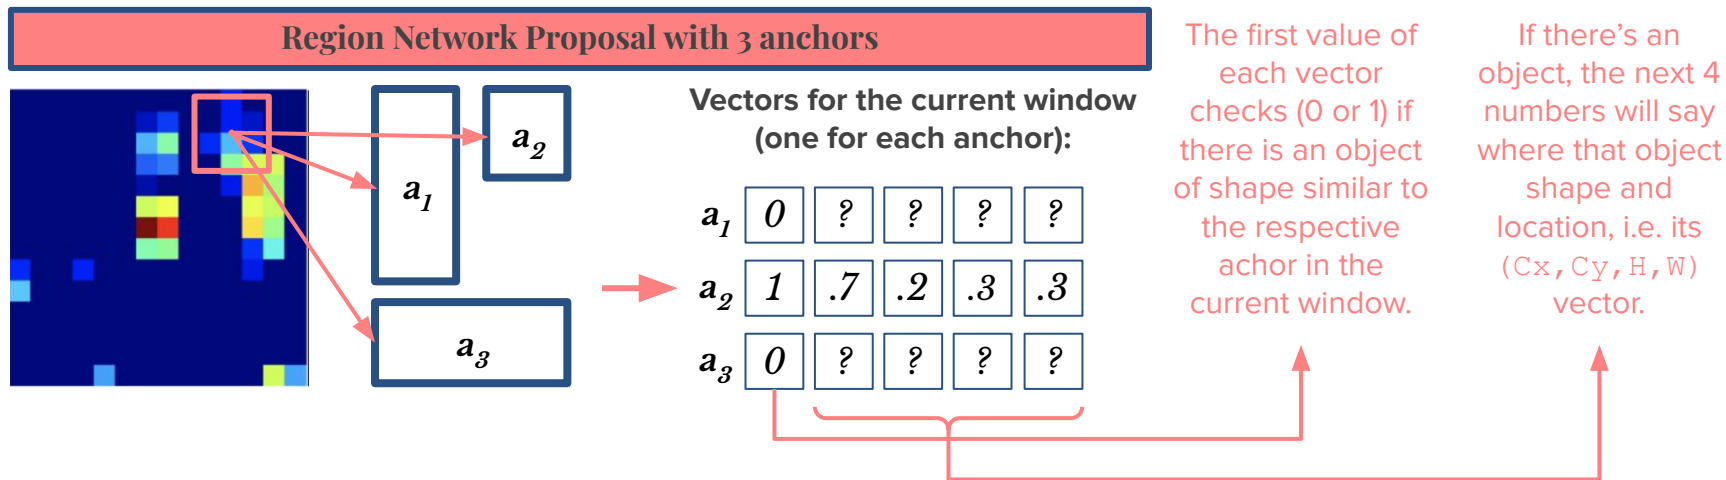 Region Network Proposal with 3 anchors
a1
a2
a3
Vectors for the current window
(one for each anchor):
a1 0 ? ? ? ?
a2 1 .7 .2 .3 .3
a3 0 ? ? ? ?
The first value of
each vector
checks (0 or 1) if
there is an object
of shape similar to
the respective
achor in the
current window.
If there's an
object, the next 4
numbers will say
where that object
shape and
location, i.e. its
(Cx,Cy,H,W)
vector.